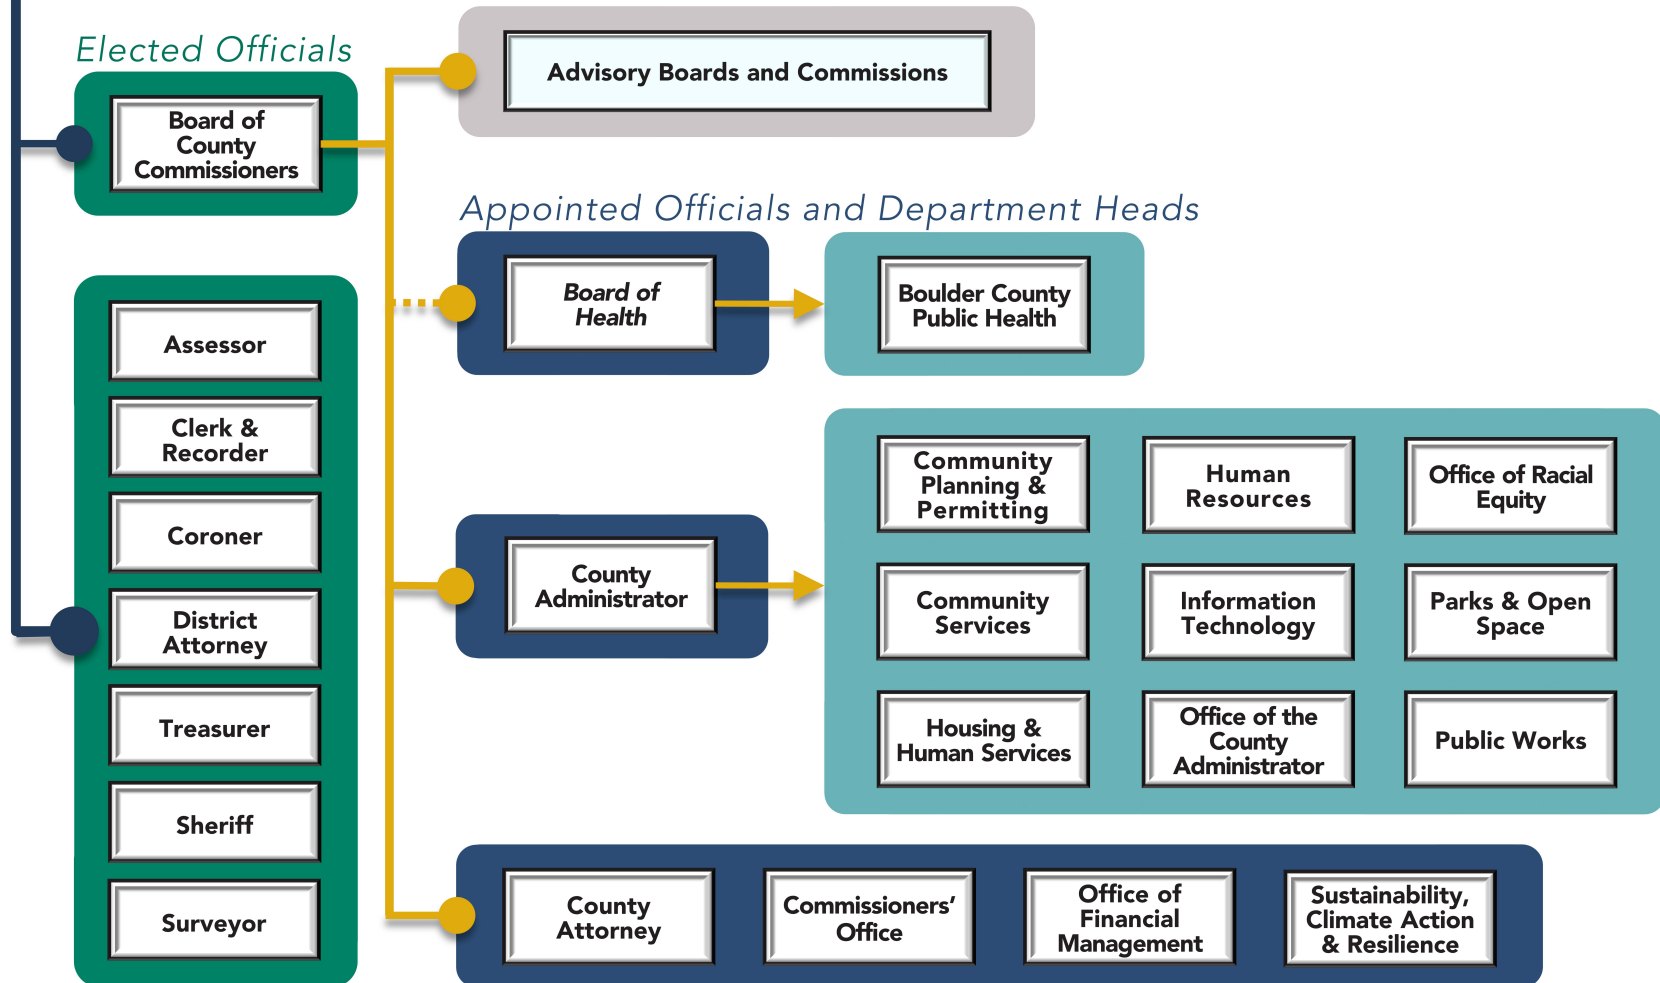 Elected Officials
Board of
County
Commissioners
Advisory Boards and Commissions
Appointed Officials and Department Heads
Board of
Health
Boulder County
Public Health
Assessor
Clerk &
Recorder
Coroner
District
Attorney
Treasurer
Sheriff
Surveyor
County
Administrator
Community
Planning &
Permitting
Human
Resources
Office of Racial
Equity
Community
Services
Information
Technology
Parks & Open
Space
Housing &
Human Services
Office of the
County
Administrator
Public Works
County
Attorney
Commissioners’
Office
Office of
Financial
Management
Sustainability,
Climate Action
& Resilience